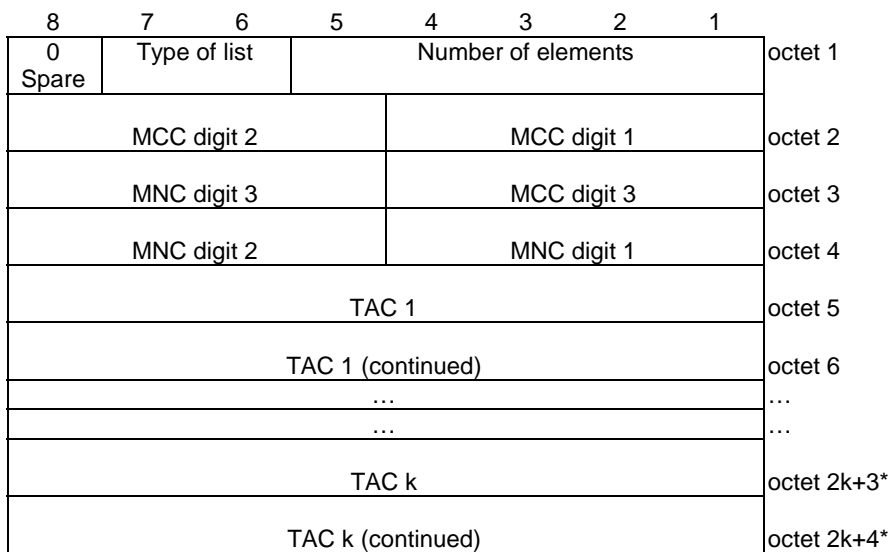 8 7 6 5 4 3 2 1
0 Type of list Number of elements octet 1
Spare
MCC digit 2 MCC digit 1 octet 2
MNC digit 3 MCC digit 3 octet 3
MNC digit 2 MNC digit 1 octet 4
TAC 1 octet 5
TAC 1 (continued) octet 6
… …
… …
TAC k octet 2k+3*
TAC k (continued) octet 2k+4*